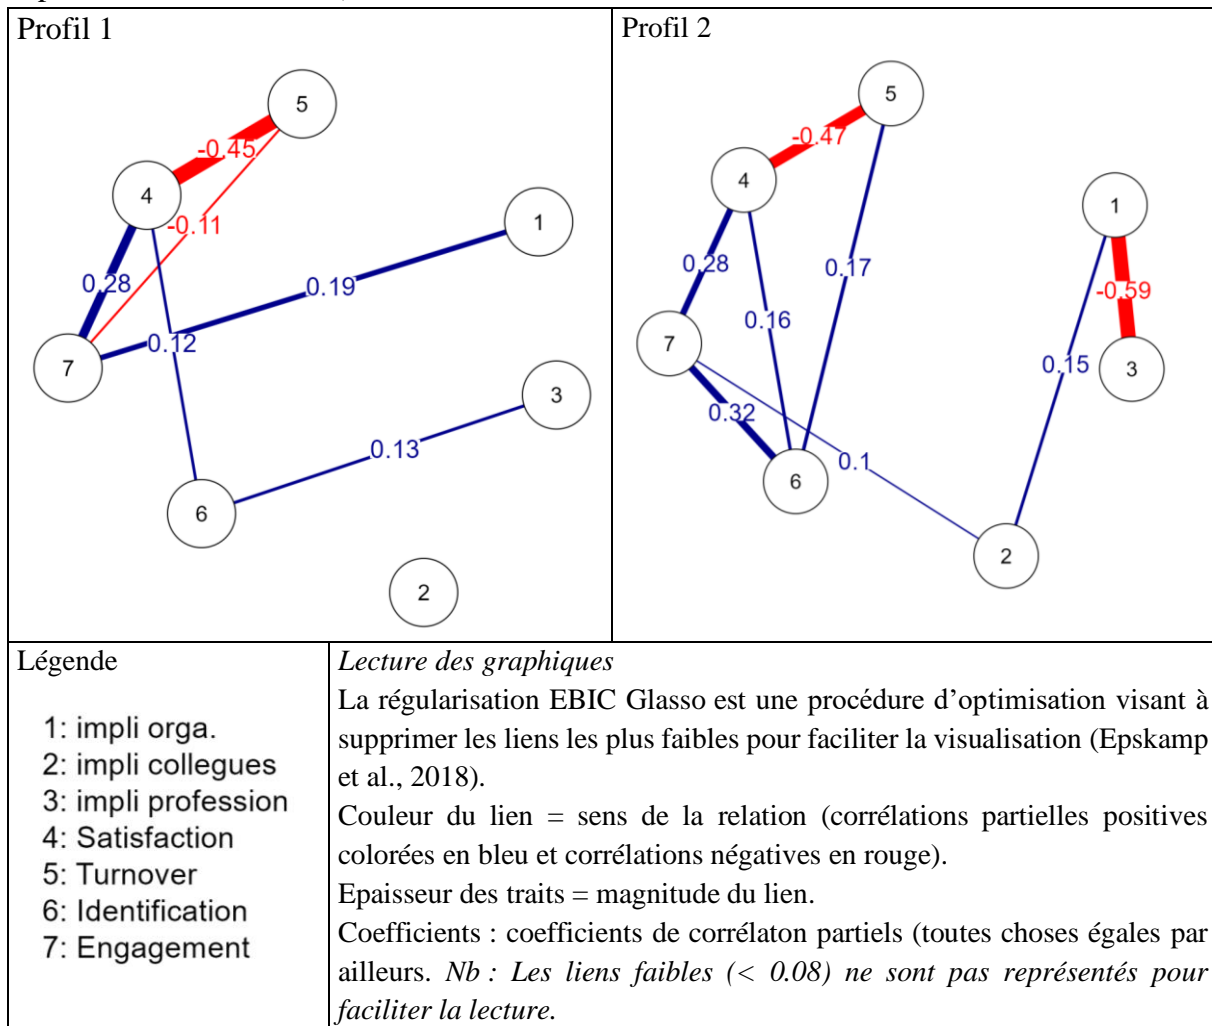 Profil 1
5
-0.45
4
-0.11
1
0.28
0.19
0.12
7
3
0.13
6
2
Profil 2
5
-0.47
4
1
0.28
0.17
-0.59
0.16
7
0.15
3
0.32
0.1
6
2
Légende
1: impli orga.
2: impli collegues
3: impli profession
4: Satisfaction
5: Turnover
6: Identification
7: Engagement
Lecture des graphiques
La régularisation EBIC Glasso est une procédure d’optimisation visant à
supprimer les liens les plus faibles pour faciliter la visualisation (Epskamp
et al., 2018).
Couleur du lien = sens de la relation (corrélations partielles positives
colorées en bleu et corrélations négatives en rouge).
Epaisseur des traits = magnitude du lien.
Coefficients : coefficients de corrélaton partiels (toutes choses égales par
ailleurs. Nb : Les liens faibles (< 0.08) ne sont pas représentés pour
faciliter la lecture.